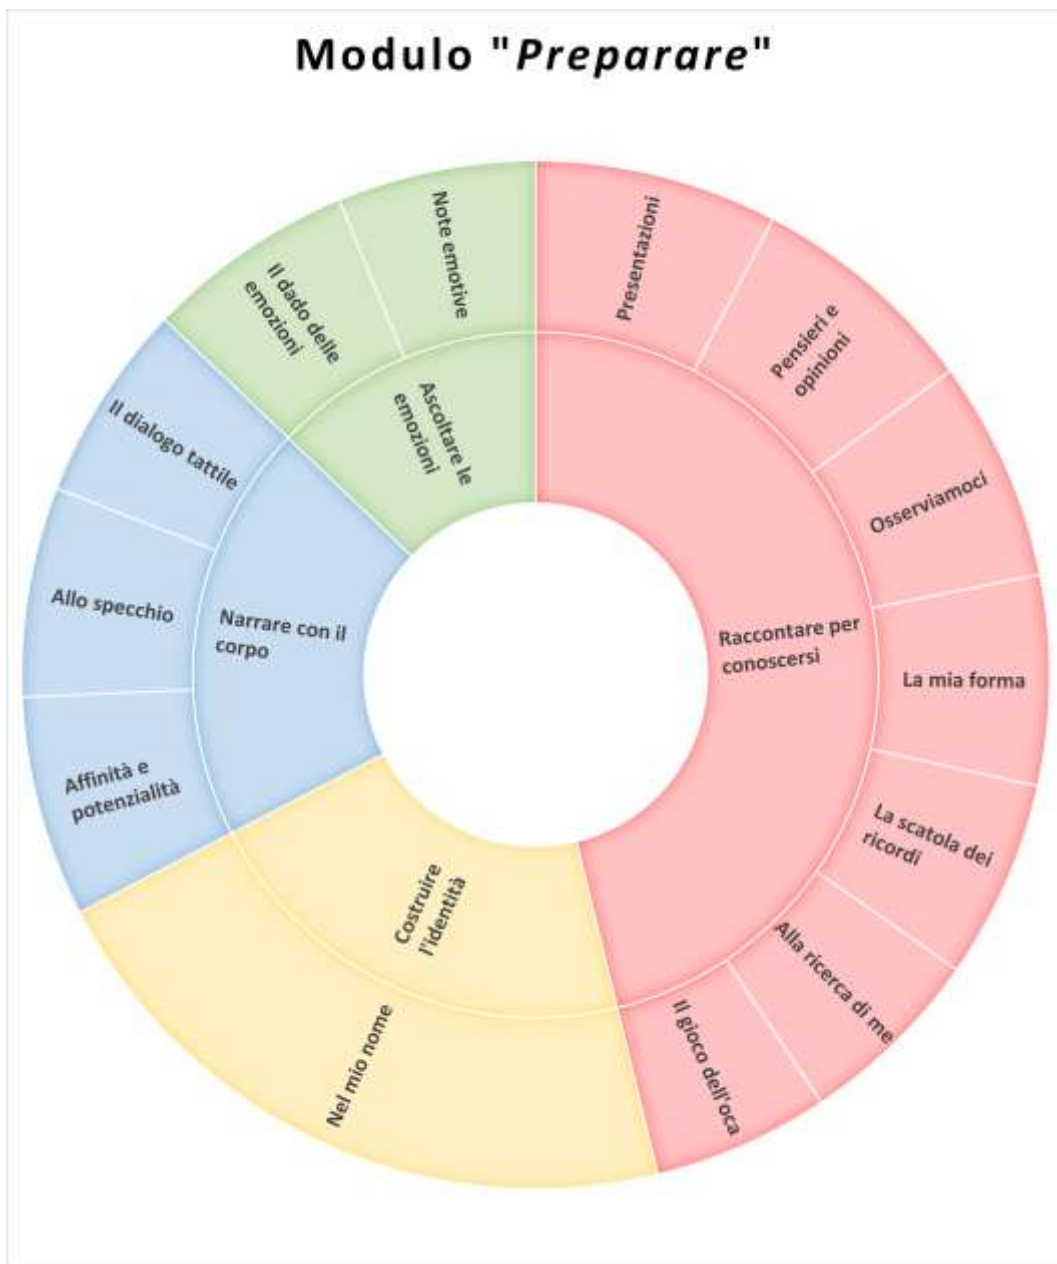 Modulo "Preparare"
Presentazioni
Pensieri e
opinioni
Osserviamoci
La mia forma
La scatola dei
ricordi
Alla ricerca di me
Il gioco dell'oca
Raccontare per
conoscersi
Nel mio nome
Costruire
l'identità
Affinità e
potenzialità
Allo specchio
Il dialogo tattile
Narrare con il
corpo
Il dado delle
emozioni
Note emotive
Ascoltare le
emozioni